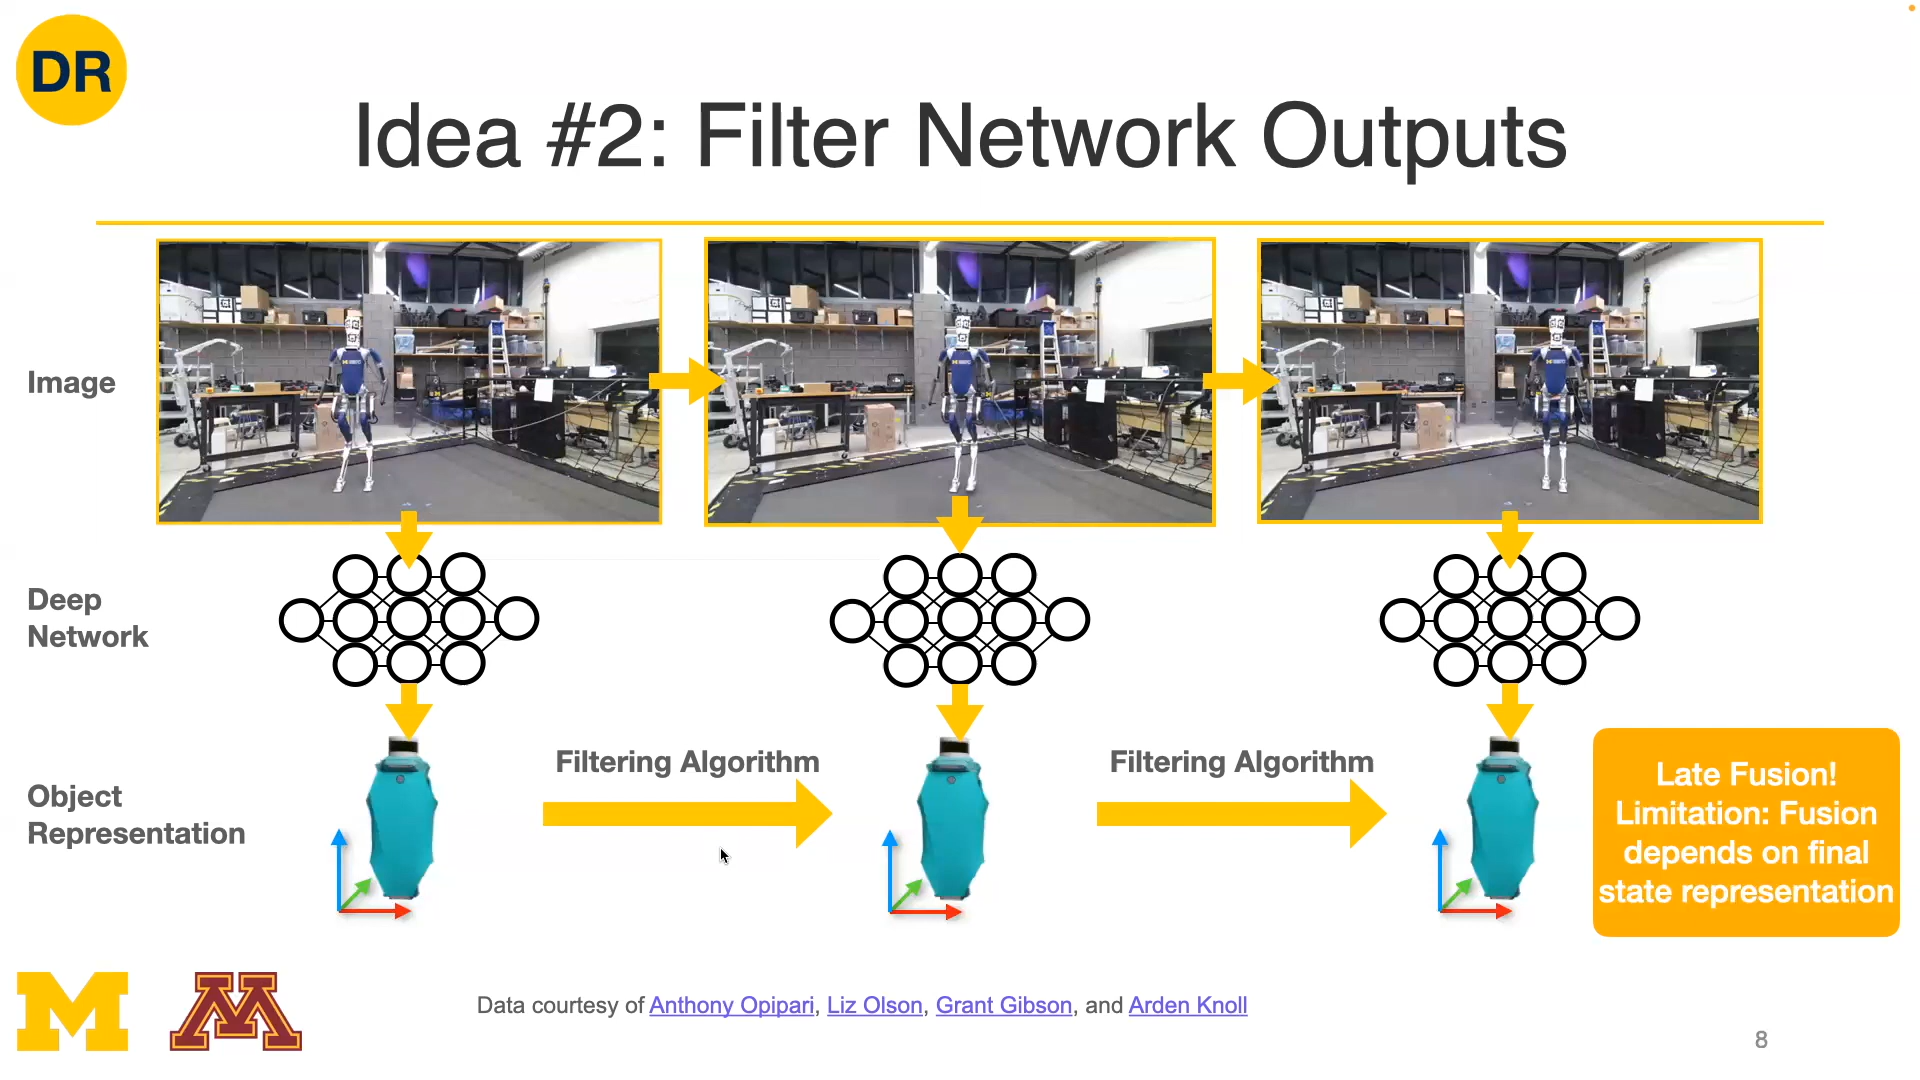 DR
Idea #2: Filter Network Outputs
Image
Deep
Network
Filtering Algorithm
Filtering Algorithm
Object
Representation
Late Fusion!
Limitation: Fusion
depends on final
state representation
M
M
Data courtesy of Anthony Opipari, Liz Olson, Grant Gibson, and Arden Knoll
8